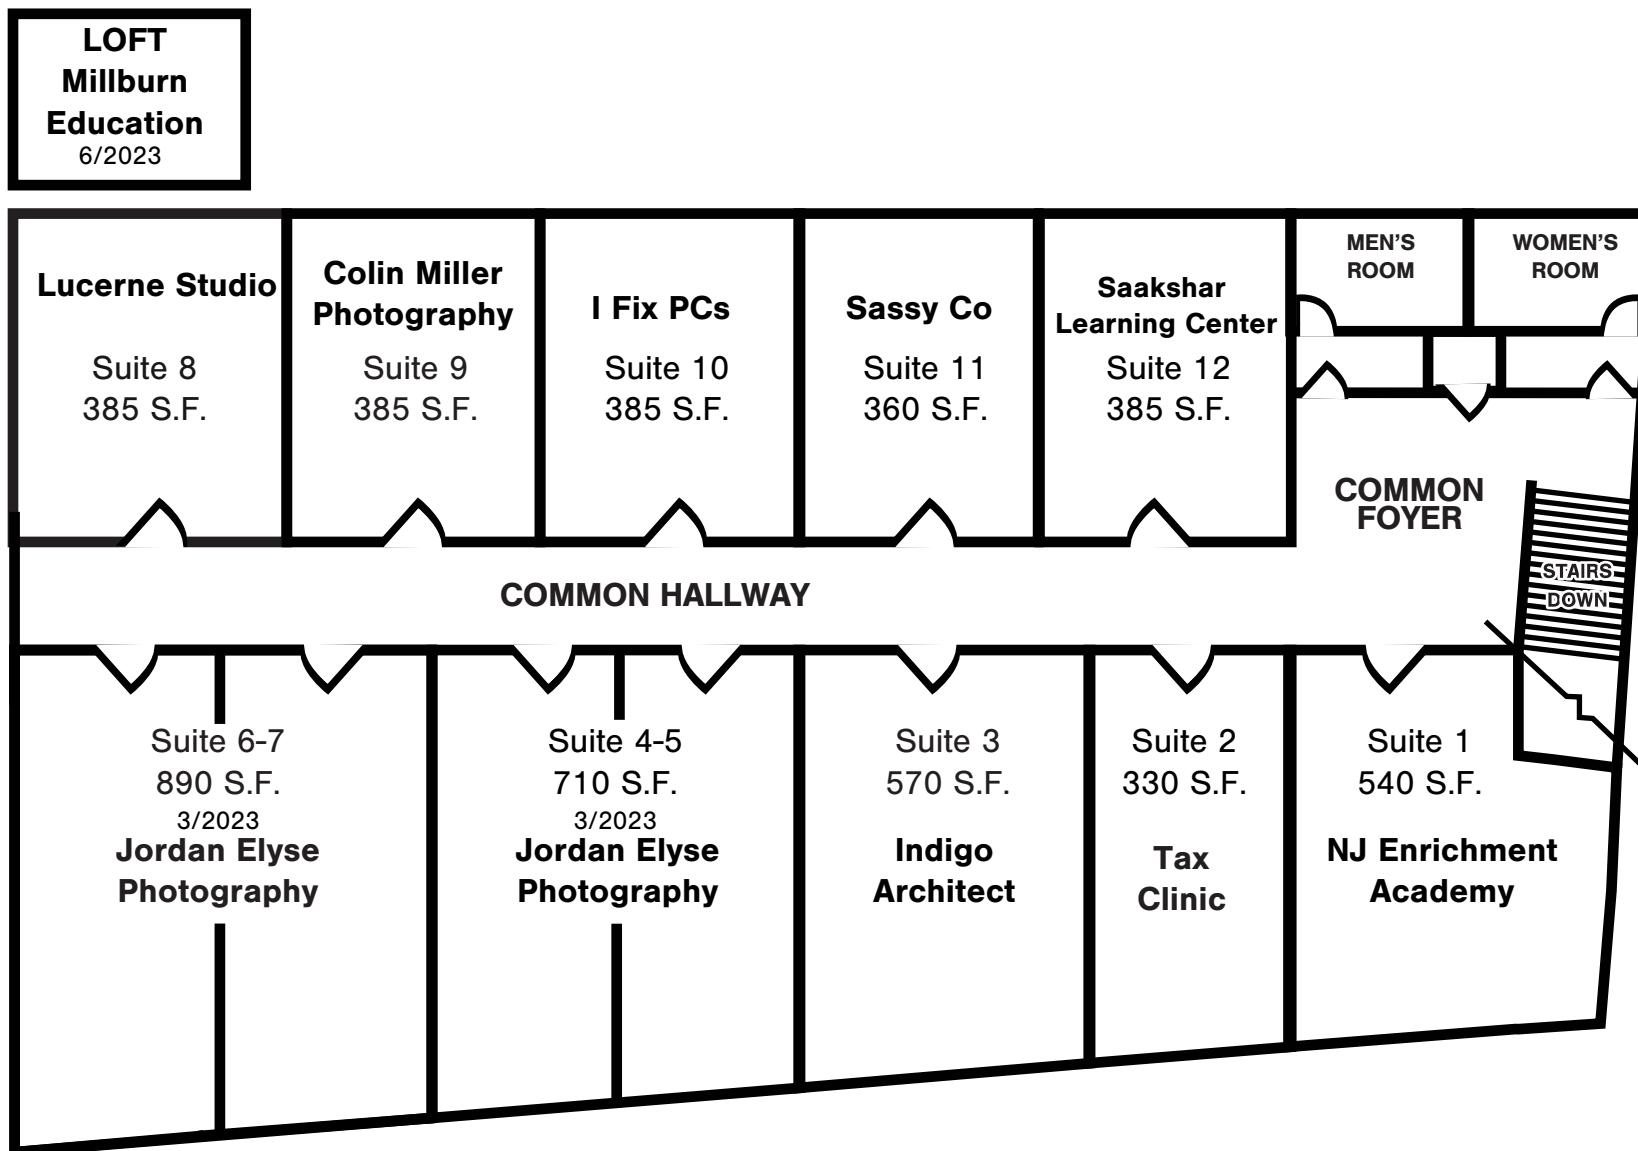 LOFT
Millburn
Education
6/2023
Lucerne Studio
Suite 8
385 S.F.
Colin Miller
Photography
Suite 9
385 S.F.
I Fix PCs
Suite 10
385 S.F.
Sassy Co
Suite 11
360 S.F.
Saakshar
Learning Center
Suite 12
385 S.F.
MEN'S
ROOM
WOMEN'S
ROOM
COMMON
FOYER
STAIRS
DOWN
COMMON HALLWAY
Suite 6-7
890 S.F.
3/2023
Jordan Elyse
Photography
Suite 4-5
710 S.F.
3/2023
Jordan Elyse
Photography
Suite 3
570 S.F.
Indigo
Architect
Suite 2
330 S.F.
Tax
Clinic
Suite 1
540 S.F.
NJ Enrichment
Academy